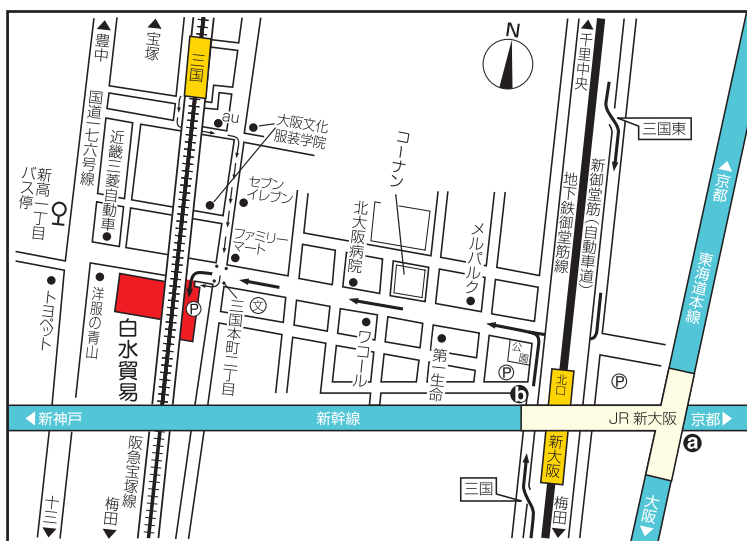 豊中
宝塚
三国
N
千里中央
三国東
京都
国道一七六号線
近畿三菱自動車
au
大阪文化
服装学院
コーナン
地下鉄御堂筋線
新御堂筋(自動車道)
東海道本線
新高一丁目
バス停
セブン
イレブン
北大阪病院
メルパルク
ファミリー
マート
トヨペット
洋服の青山
白水貿易
P
三国本町二丁目
文
ワコール
第一生命
公園
P
北口
P
b
新神戸
新幹線
JR 新大阪
京都
a
新大阪
阪急宝塚線
三国
十三
梅田
梅田
大阪